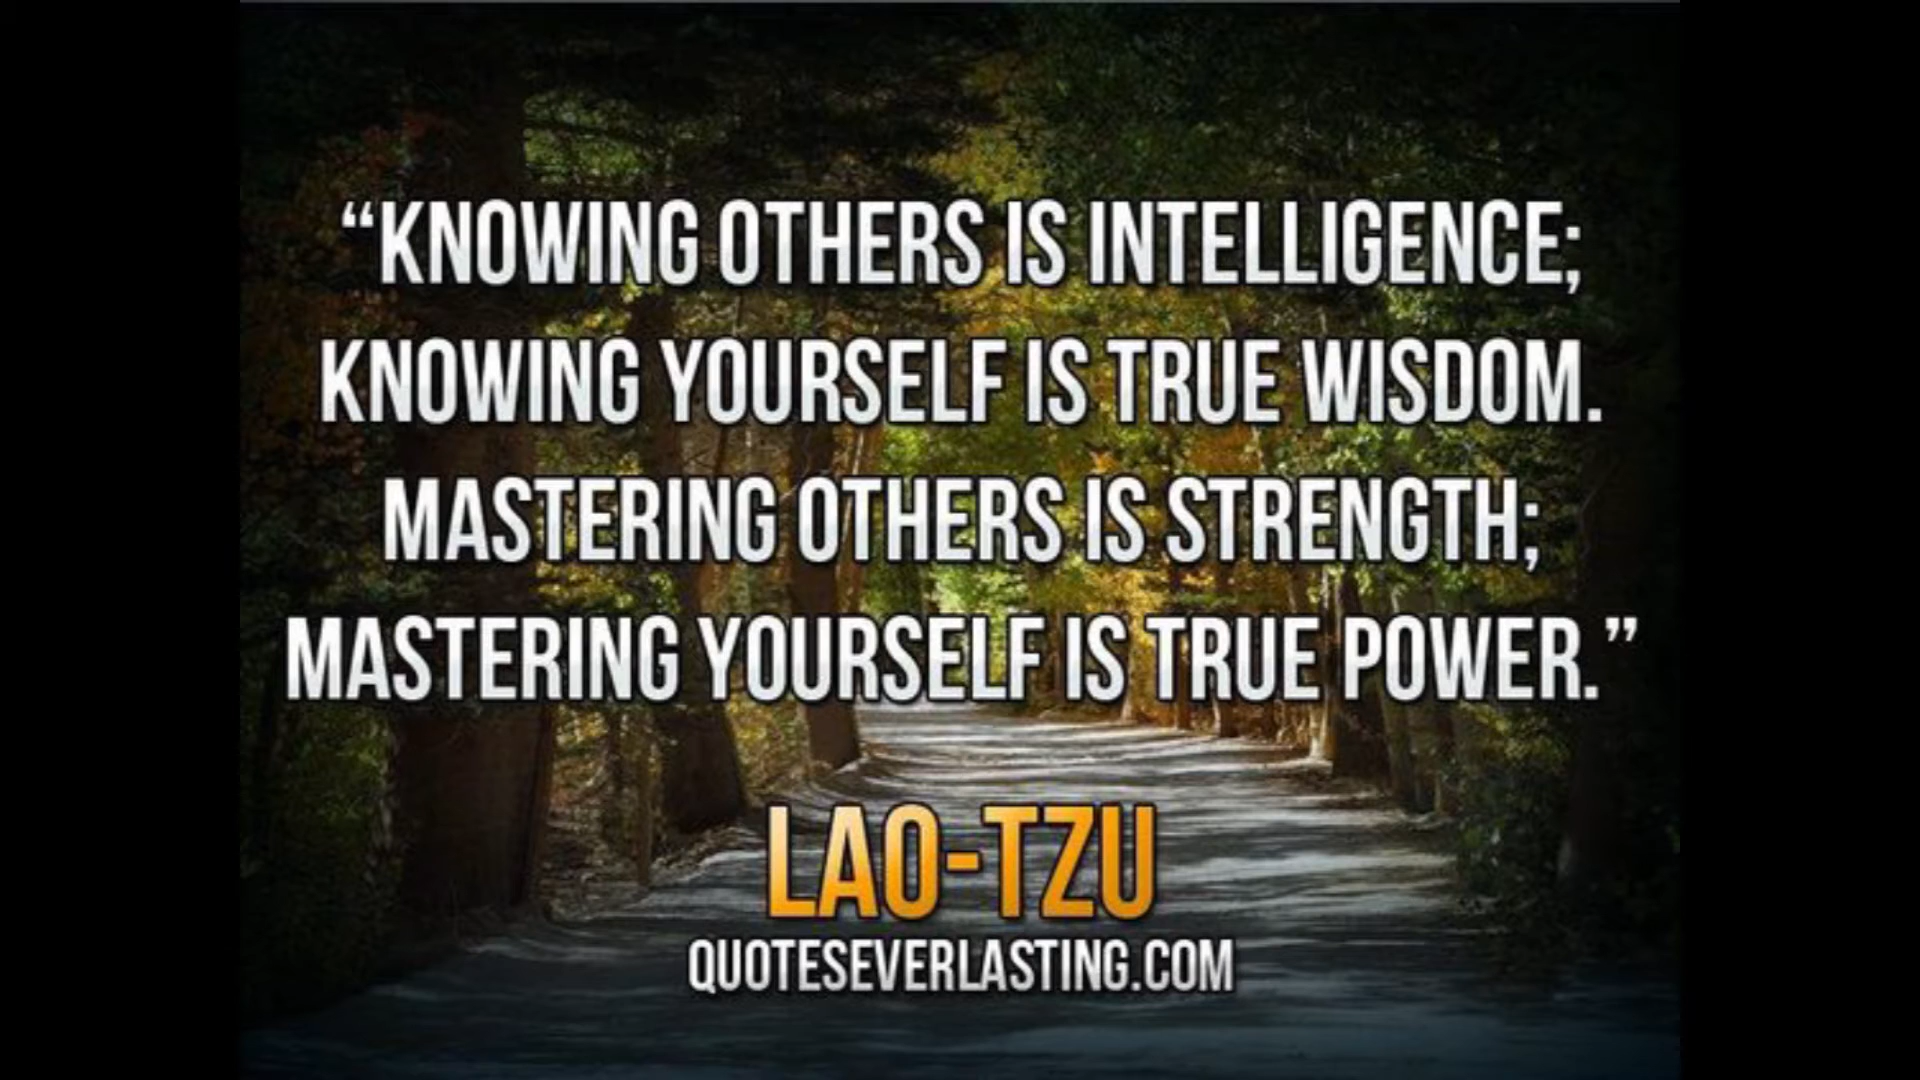 “KNOWING OTHERS IS INTELLIGENCE;
KNOWING YOURSELF IS TRUE WISDOM.
MASTERING OTHERS IS STRENGTH;
MASTERING YOURSELF IS TRUE POWER.”
LAO-TZU
QUOTESEVERLASTING.COM